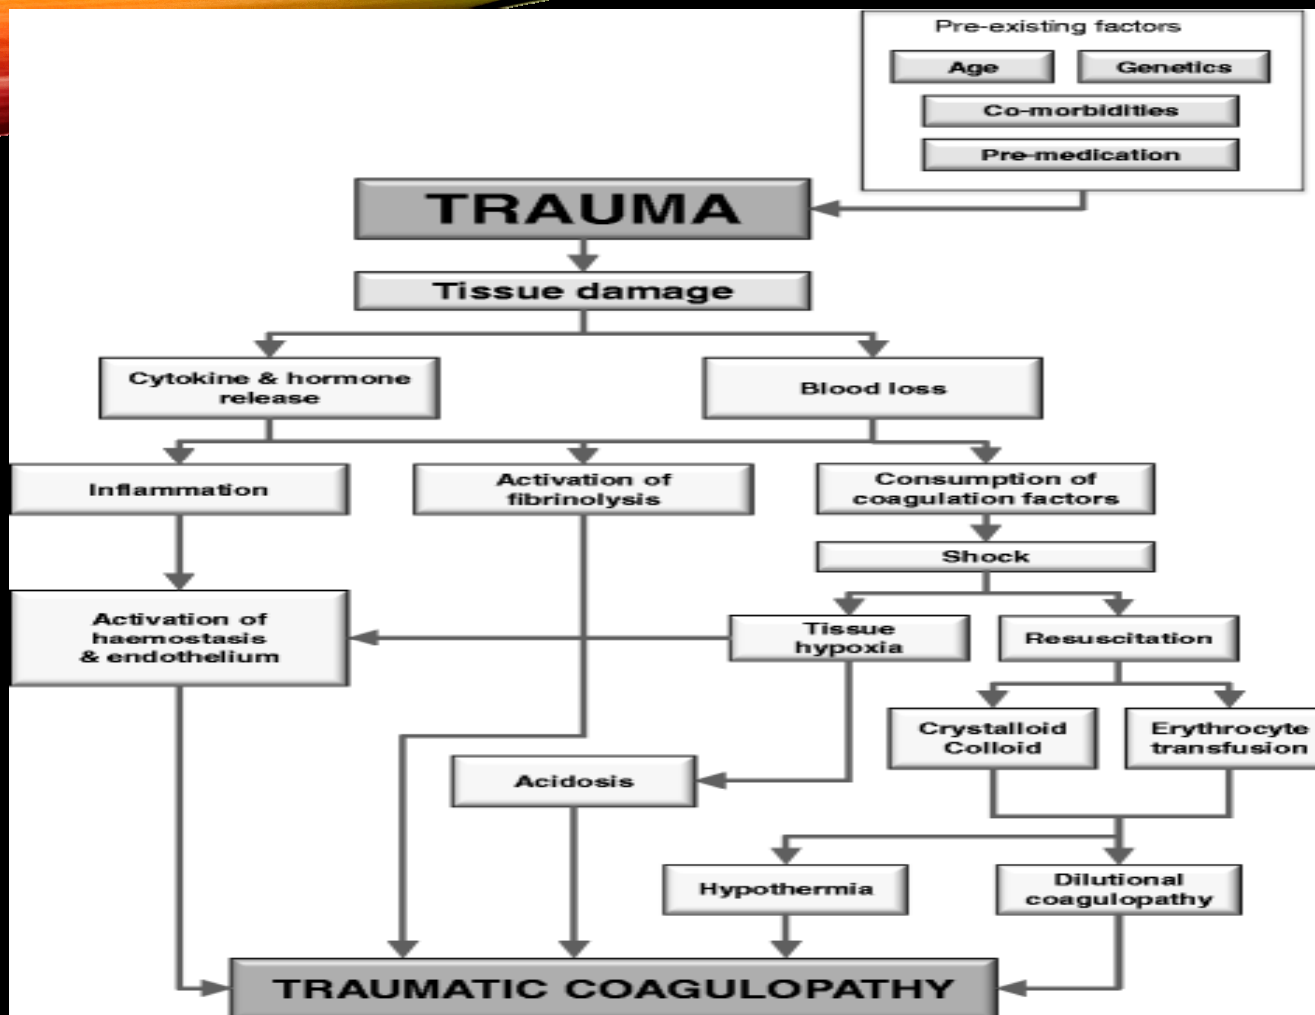 Pre-existing factors
Age
Genetics
Co-morbidities
Pre-medication
TRAUMA
Tissue damage
Cytokine & hormone
release
Blood loss
Inflammation
Activation of
fibrinolysis
Consumption of
coagulation factors
Shock
Activation of
haemostasis
& endothelium
Tissue
hypoxia
Resuscitation
Crystalloid
Colloid
Erythrocyte
transfusion
Acidosis
Hypothermia
Dilutional
coagulopathy
TRAUMATIC COAGULOPATHY